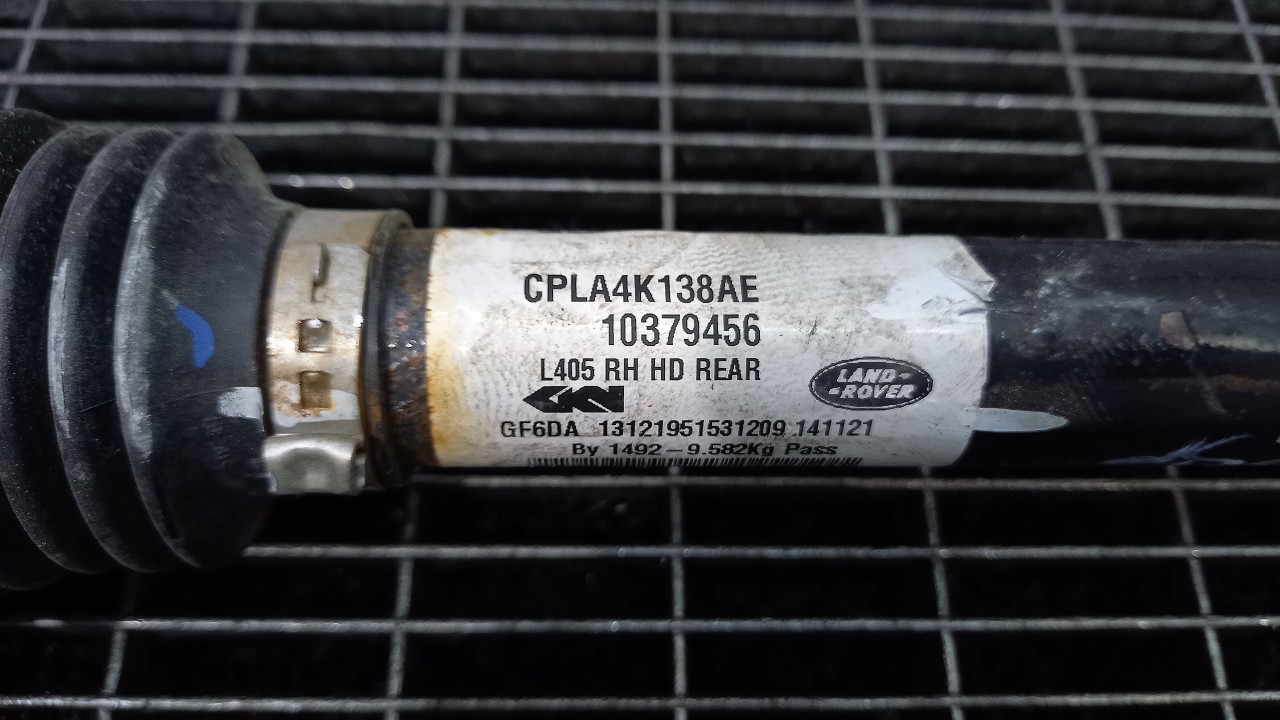 CPLA4K138AE
10379456
L405 RH HD REAR
GKN
LAND-
-ROVER
GF6DA 13121951531209 141121
By 1492-9.582Kg Pass